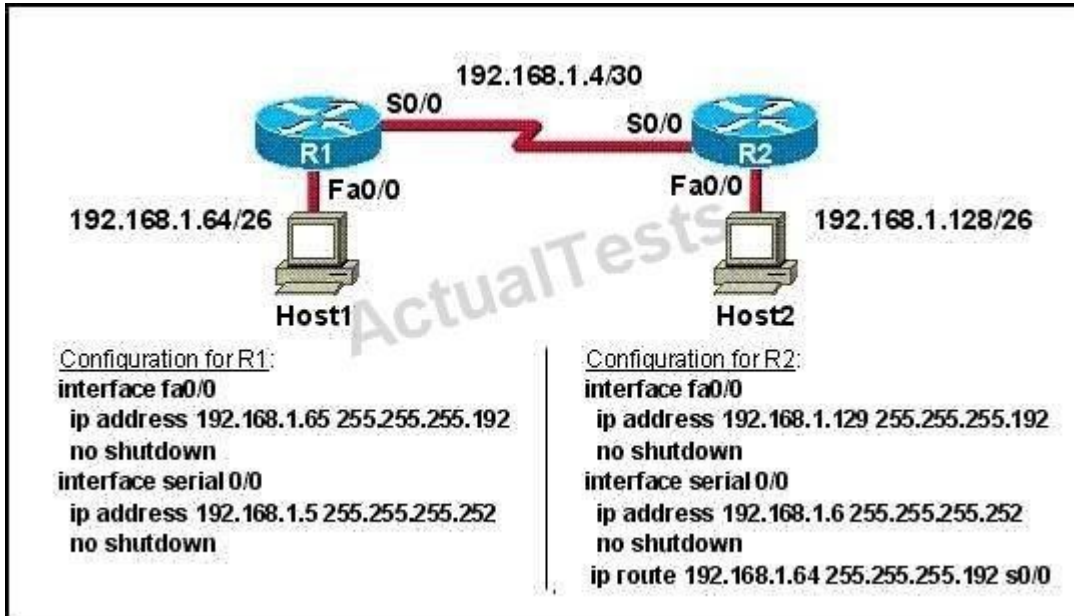 192.168.1.4/30
S0/0
S0/0
R1
R2
Fa0/0
Fa0/0
192.168.1.64/26
192.168.1.128/26
ActualTests
Host1
Host2
Configuration for R1:
interface fa0/0
ip address 192.168.1.65 255.255.255.192
no shutdown
interface serial 0/0
ip address 192.168.1.5 255.255.255.252
no shutdown
Configuration for R2:
interface fa0/0
ip address 192.168.1.129 255.255.255.192
no shutdown
interface serial 0/0
ip address 192.168.1.6 255.255.255.252
no shutdown
ip route 192.168.1.64 255.255.255.192 s0/0